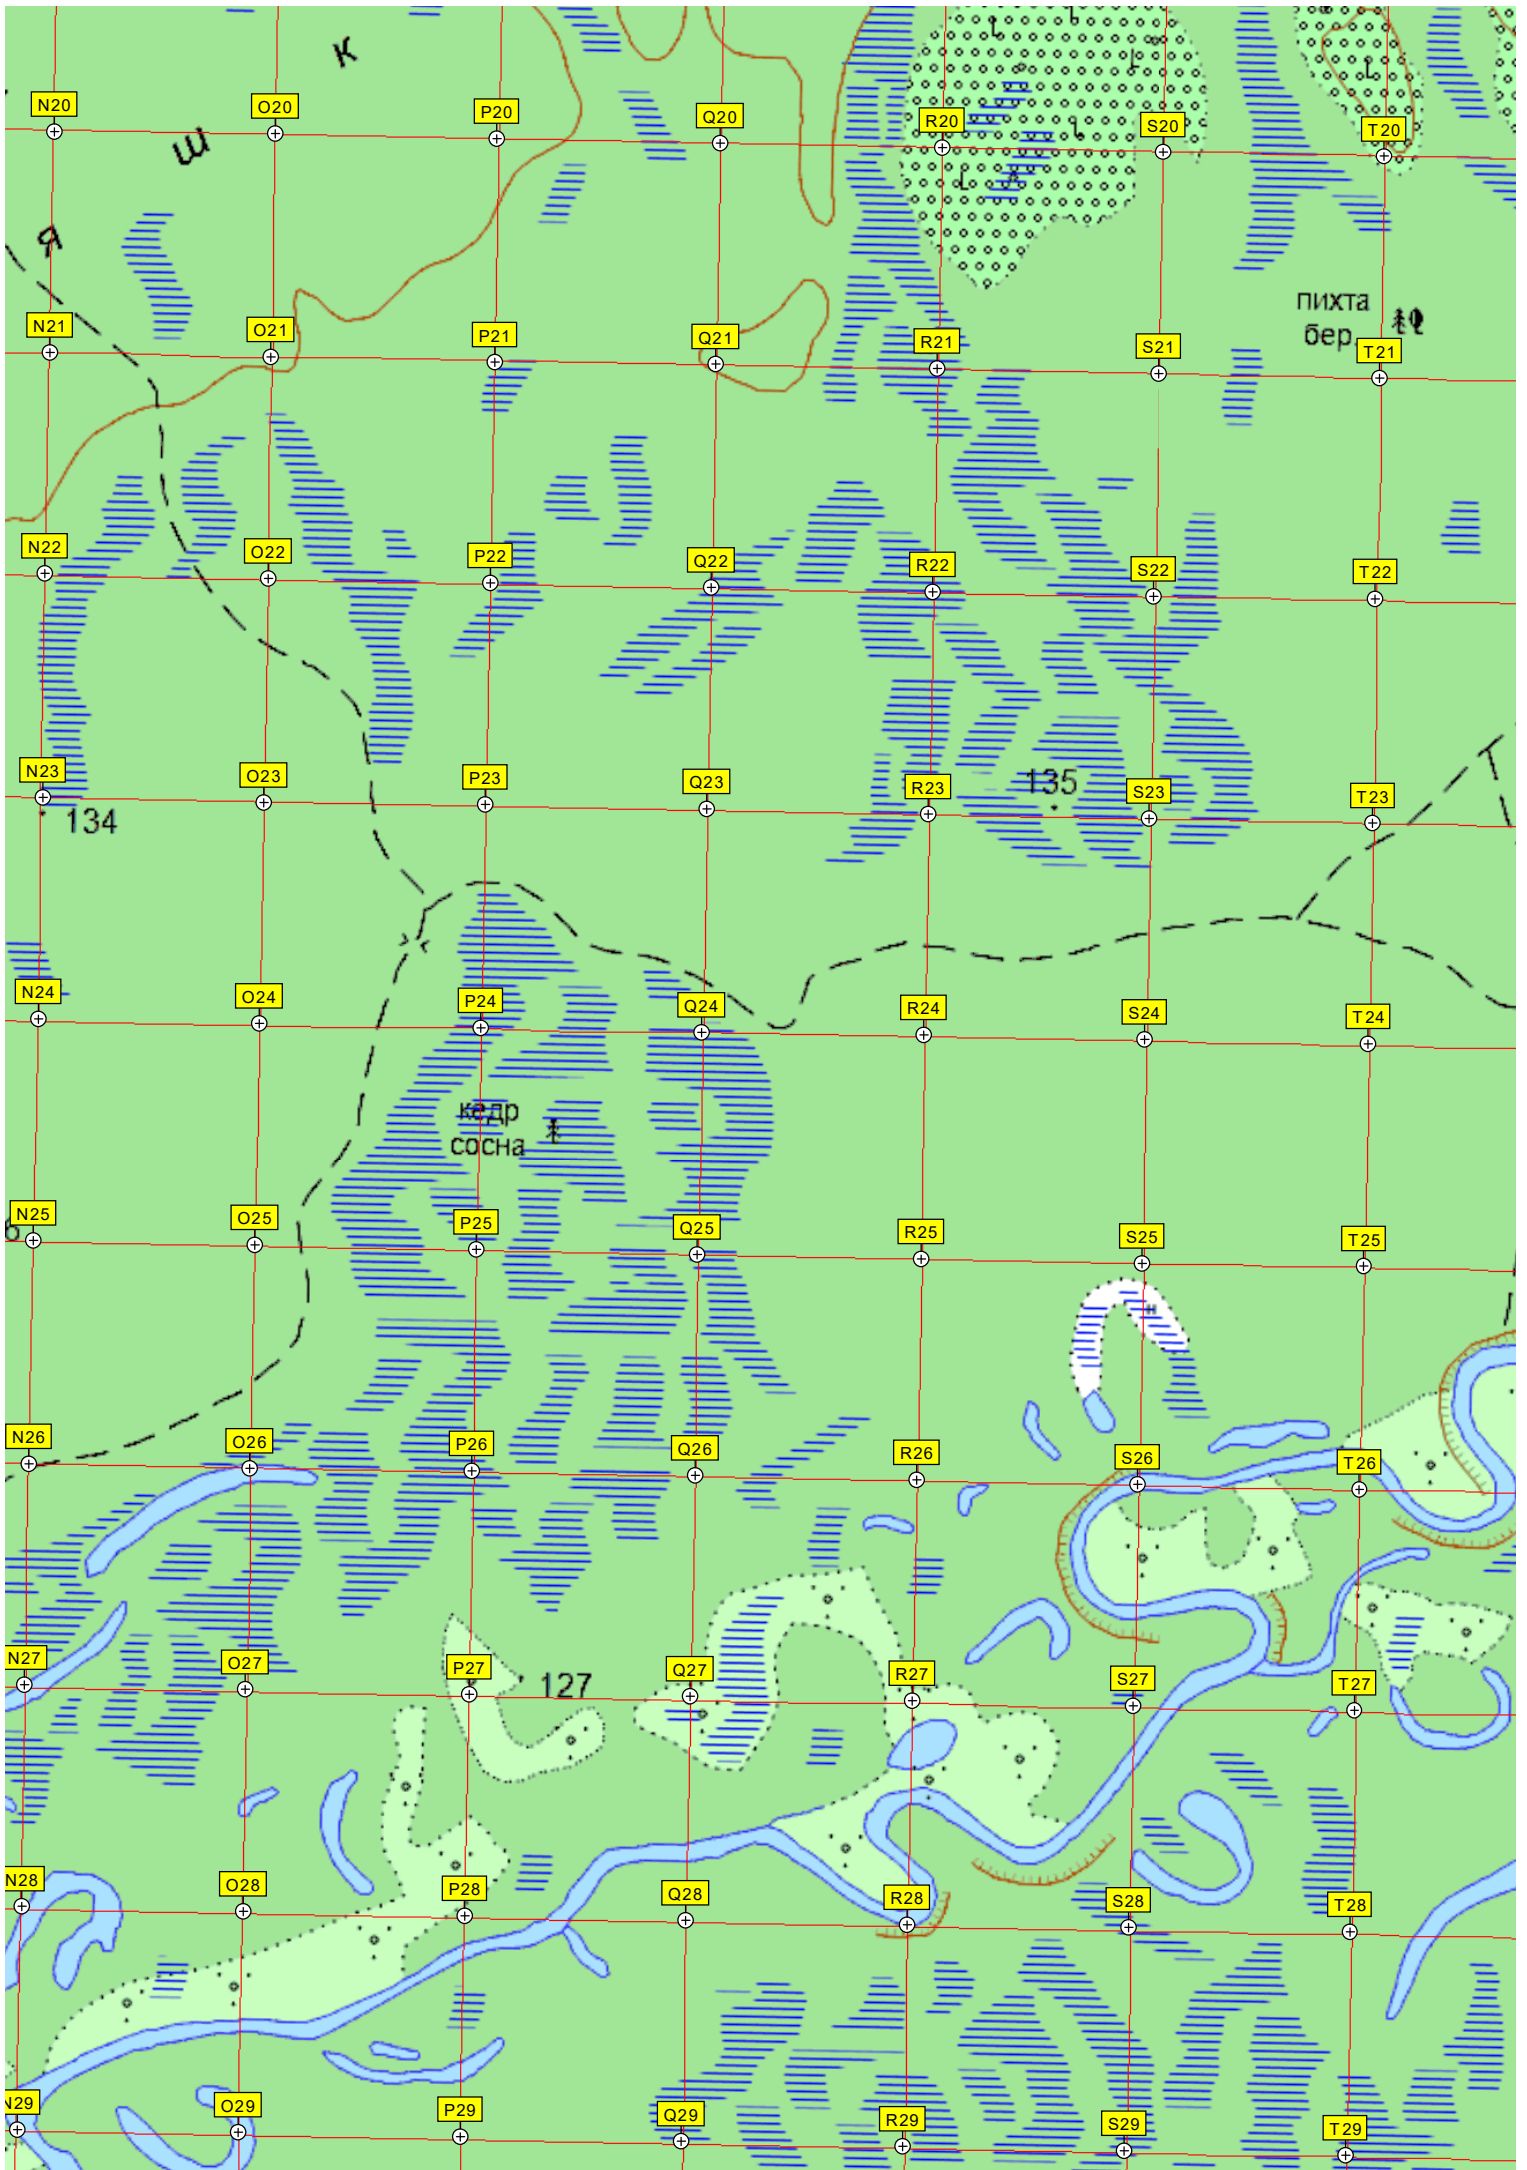 К
N20 O20 P20 Q20 R20 S20 T20
Ш
Я
пихта
бер.
N21 O21 P21 Q21 R21 S21 T21
N22 O22 P22 Q22 R22 S22 T22
N23 O23 P23 Q23 R23 S23 T23
135
134
N24 O24 P24 Q24 R24 S24 T24
кедр
сосна
N25 O25 P25 Q25 R25 S25 T25
N26 O26 P26 Q26 R26 S26 T26
N27 O27 P27 Q27 R27 S27 T27
127
N28 O28 P28 Q28 R28 S28 T28
N29 O29 P29 Q29 R29 S29 T29